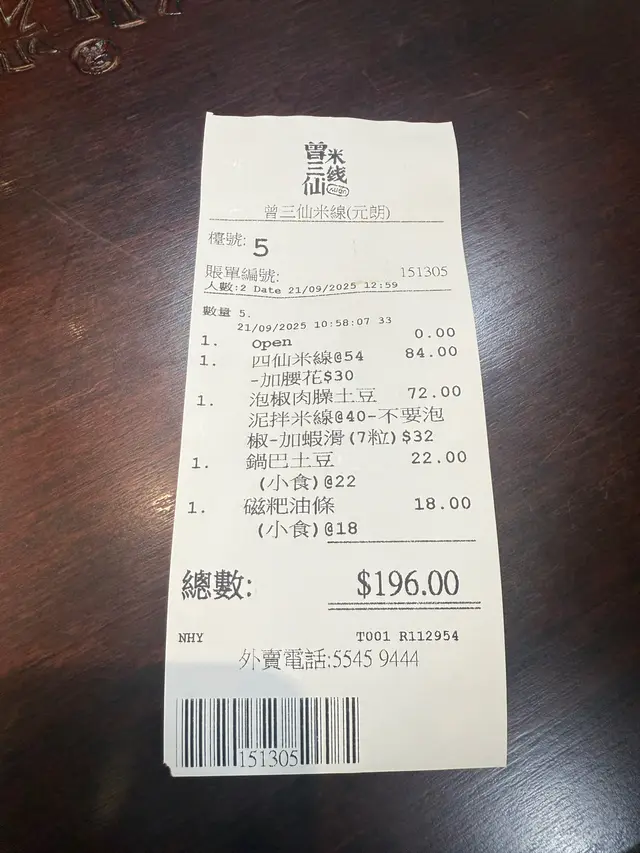 曾三仙
米线
曾三仙米線(元朗)
檯號: 5
賬單編號: 151305
人數:2 Date 21/09/2025 12:59
數量 5.
21/09/2025 10:58:07 33
1. Open 0.00
1. 四仙米線@54 84.00
-加腰花$30
1. 泡椒肉臊土豆 72.00
泥拌米線@40-不要泡
椒-加蝦滑(7粒)$32
1. 鍋巴土豆 22.00
(小食)@22
1. 磁粑油條 18.00
(小食)@18
總數: $196.00
NHY T001 R112954
外賣電話:5545 9444
151305